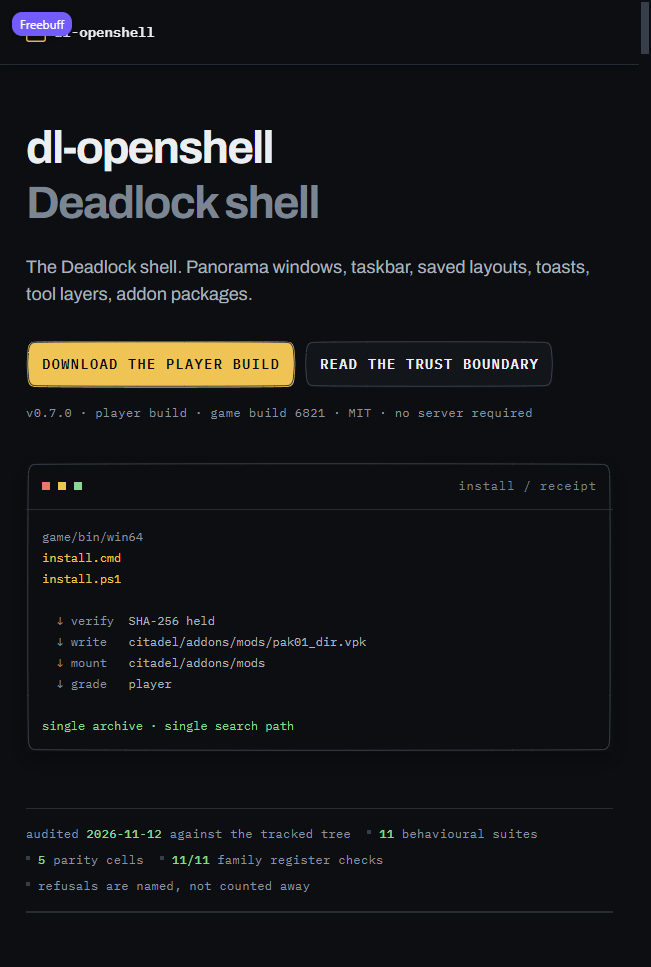 Freebuff
dl-openshell
dl-openshell
Deadlock shell
The Deadlock shell. Panorama windows, taskbar, saved layouts, toasts,
tool layers, addon packages.
DOWNLOAD THE PLAYER BUILD
READ THE TRUST BOUNDARY
v0.7.0 · player build · game build 6821 · MIT · no server required
install / receipt
game/bin/win64
install.cmd
install.ps1
↓ verify SHA-256 held
↓ write citadel/addons/mods/pak01_dir.vpk
↓ mount citadel/addons/mods
↓ grade player
single archive · single search path
audited 2026-11-12 against the tracked tree 11 behavioural suites
5 parity cells 11/11 family register checks
refusals are named, not counted away